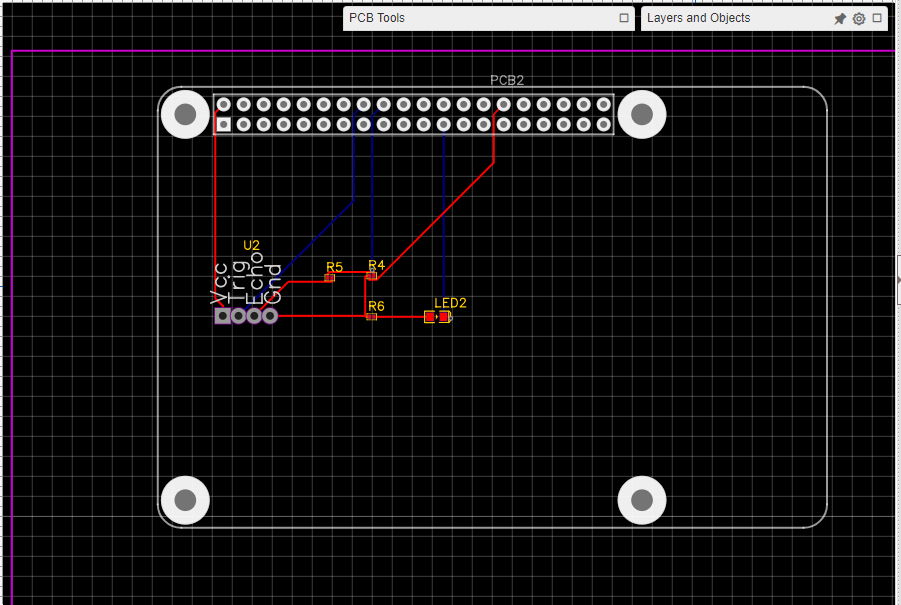 PCB Tools
Layers and Objects
PCB2
U2
Vcc
Trig
Echo
Gnd
R5
R4
R6
LED2